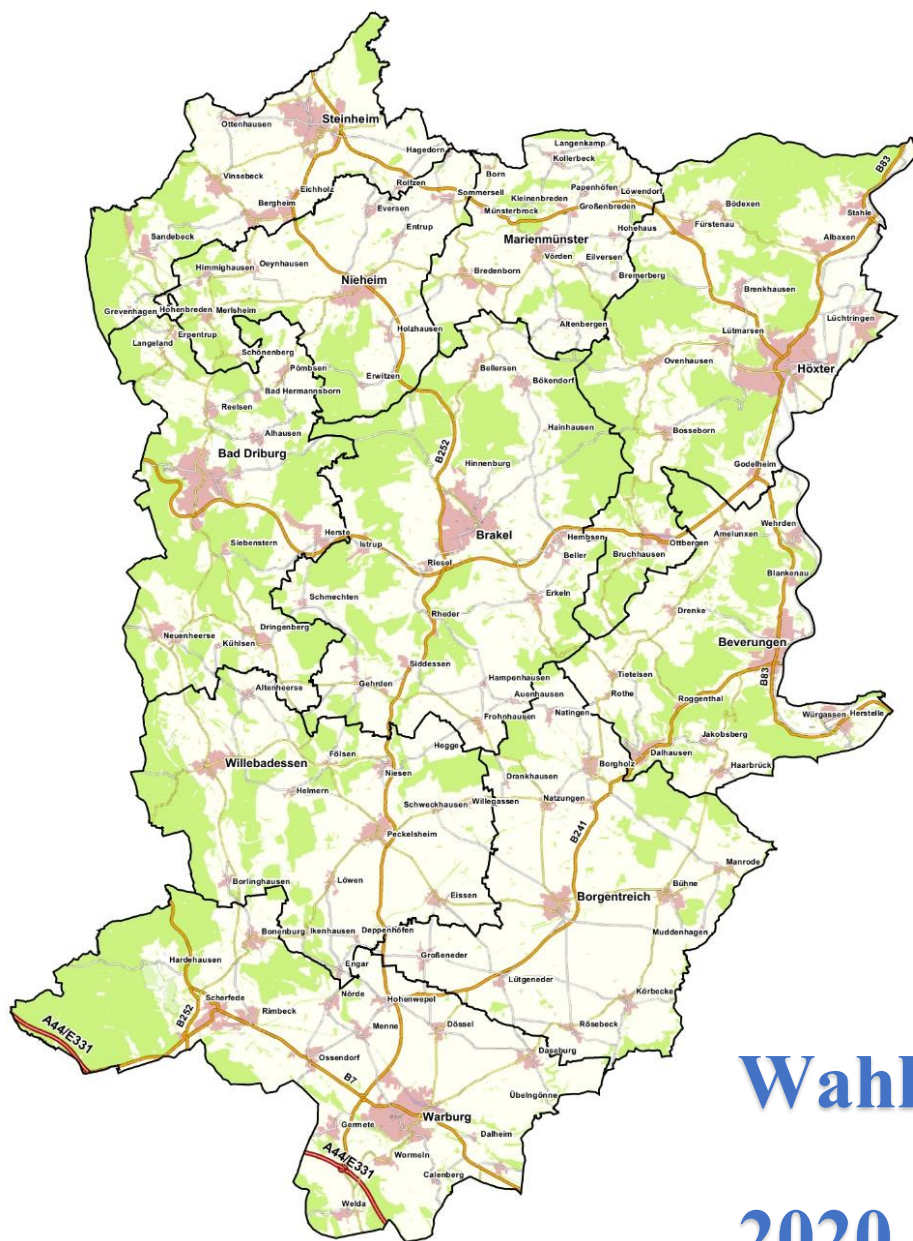 Steinheim
Ottenhausen
Hagedorn
Vinsebeck
Eichholz
Rolfzen
Bergheim
Sandebeck
Eversen
Entrup
Sommersell
Born
Langenkamp
Kollerbeck
Kleinenbreden
Papenhöfen
Löwendorf
Münsterbrock
Großenbreden
Marienmünster
Hohehaus
Vörden
Eilversen
Bredenborn
Bremerberg
Altenbergen
B83
Bödexen
Fürstenau
Stahle
Albaxen
Brenkhausen
Lüchtringen
Lütmarsen
Höxter
Ovenhausen
Bosseborn
Godelheim
Oeynhausen
Himmighausen
Nieheim
Grevenhagen
Hohenbreden
Merlsheim
Erpentrup
Langeland
Holzhausen
Schönenberg
Pömbsen
Erwitzen
Bad Hermannsborn
Reelsen
Alhausen
Bad Driburg
Bellersen
Bökendorf
Hainhausen
B252
Hinnenburg
Brakel
Herste
Istrup
Siebenstern
Riesel
Hembsen
Beller
Ottbergen
Bruchhausen
Amelunxen
Wehrden
Blankenau
Schmechten
Rheder
Erkeln
Drenke
Beverungen
Neuenheerse
Dringenberg
Kühlsen
Siddessen
Gehrden
Altenheerse
Hampenhausen
Auenhausen
Tietelsen
Rothe
B83
Roggenthal
Würgassen
Herstelle
Natingen
Frohnhausen
Jakobsberg
Dalhausen
Haarbrück
Hegge
Fölsen
Willebadessen
Niesen
Borgholz
Drankhausen
Helmern
Schweckhausen
Willegassen
Natzungen
Peckelsheim
B241
Manrode
Bühne
Borlinghausen
Löwen
Eissen
Borgentreich
Muddenhagen
Bonenburg
Ikenhausen
Deppenhöfen
Großeneder
Hardehausen
Engar
Lütgeneder
Körbecke
Scherfede
B252
Rimbeck
Nörde
Hohenwepel
Menne
Dössel
Rösebeck
Daseburg
A44/E331
Ossendorf
B7
Übelngönne
Warburg
Germete
Dalheim
Wormeln
A44/E331
Calenberg
Welda
Wahl
2020